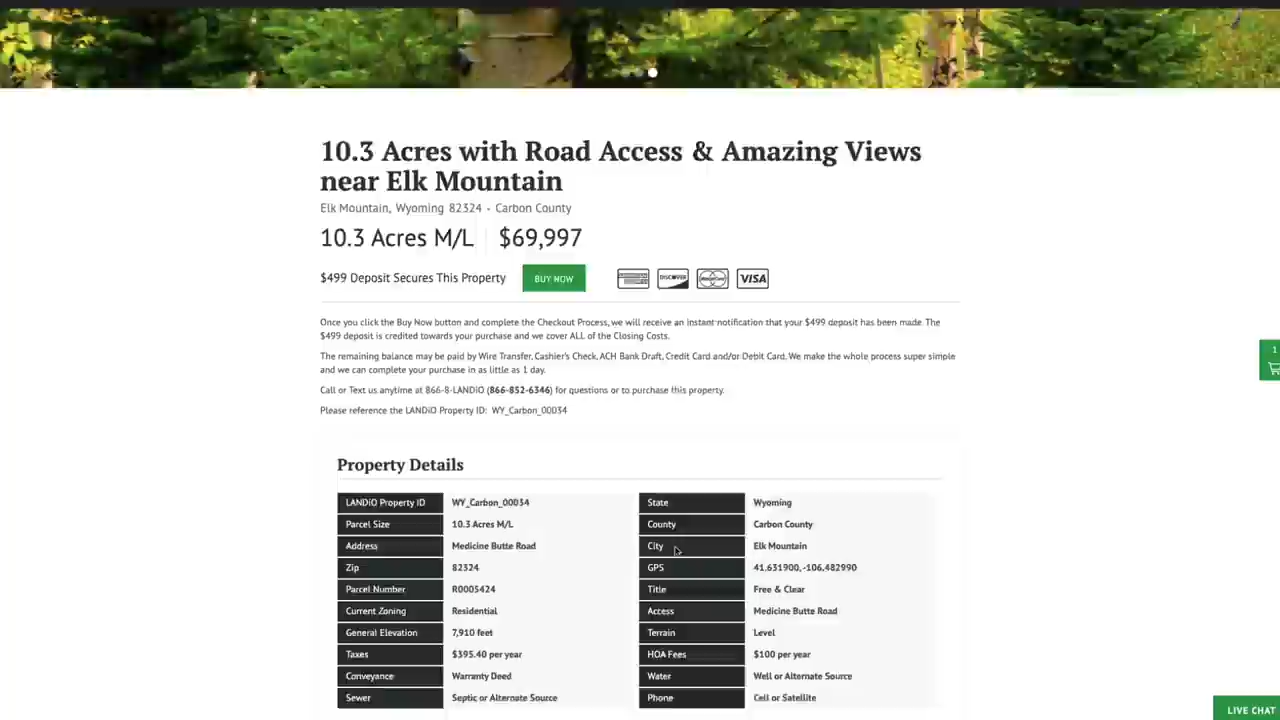 10.3 Acres with Road Access & Amazing Views
near Elk Mountain
Elk Mountain, Wyoming 82324 - Carbon County
10.3 Acres M/L | $69,997
$499 Deposit Secures This Property BUY NOW DISCOVER MasterCard VISA
Once you click the Buy Now button and complete the Checkout Process, we will receive an instant notification that your $499 deposit has been made. The
$499 deposit is credited towards your purchase and we cover ALL of the Closing Costs.
The remaining balance may be paid by Wire Transfer, Cashier's Check, ACH Bank Draft, Credit Card and/or Debit Card. We make the whole process super simple
and we can complete your purchase in as little as 1 day.
Call or Text us anytime at 866-8-LANDiO (866-852-6346) for questions or to purchase this property.
Please reference the LANDiO Property ID: WY_Carbon_00034
1
Property Details
LANDiO Property ID WY_Carbon_00034 State Wyoming
Parcel Size 10.3 Acres M/L County Carbon County
Address Medicine Butte Road City Elk Mountain
Zip 82324 GPS 41.631900, -106.482990
Parcel Number R0005424 Title Free & Clear
Current Zoning Residential Access Medicine Butte Road
General Elevation 7,910 feet Terrain Level
Taxes $395.40 per year HOA Fees $100 per year
Conveyance Warranty Deed Water Well or Alternate Source
Sewer Septic or Alternate Source Phone Cell or Satellite
LIVE CHAT